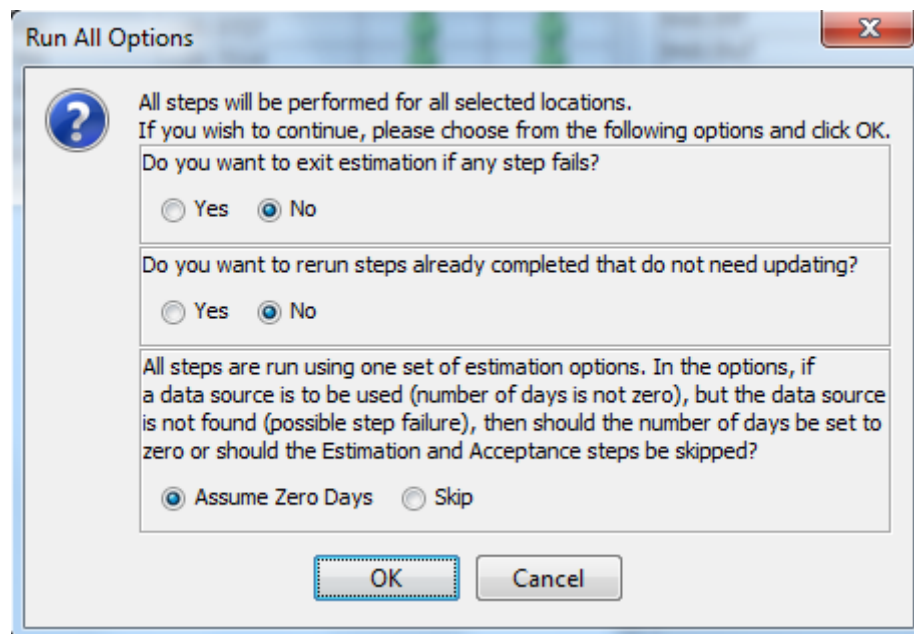 Run All Options
All steps will be performed for all selected locations.
If you wish to continue, please choose from the following options and click OK.
Do you want to exit estimation if any step fails?
Yes No
Do you want to rerun steps already completed that do not need updating?
Yes No
All steps are run using one set of estimation options. In the options, if
a data source is to be used (number of days is not zero), but the data source
is not found (possible step failure), then should the number of days be set to
zero or should the Estimation and Acceptance steps be skipped?
Assume Zero Days Skip
OK Cancel